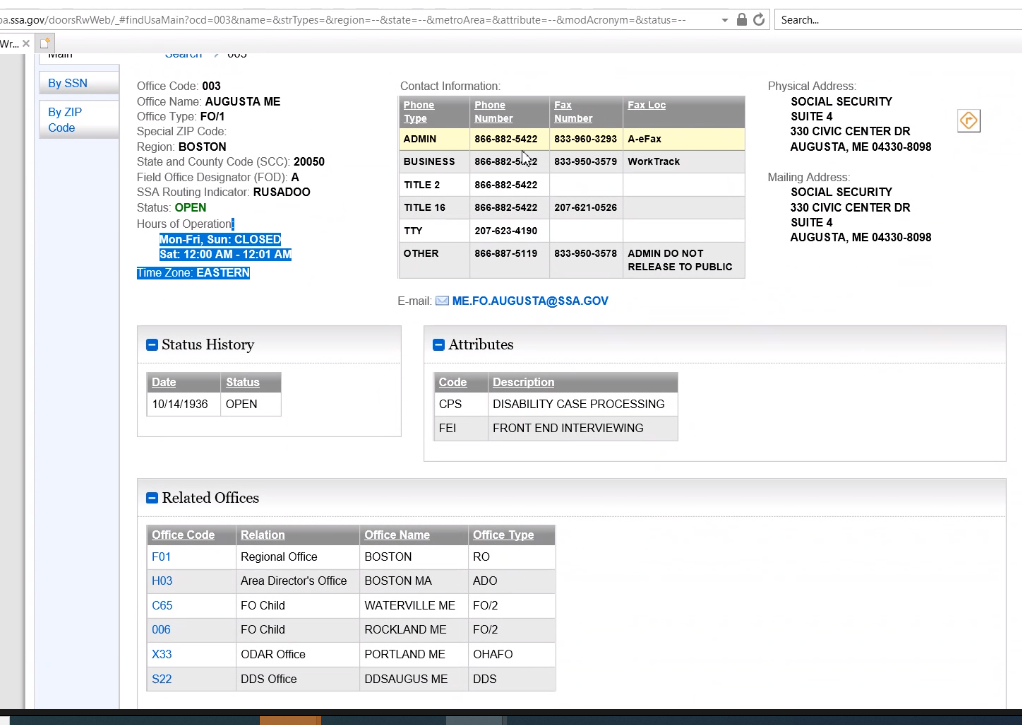 oa.ssa.gov/doorsRwWeb/_#findUsaMain?ocd=003&name=&strTypes=&region=--&state=--&metroArea=&attribute=--&modAcronym=&status=--
Search...
Wr...
Main
Search > 003
By SSN
By ZIP
Code
Office Code: 003
Office Name: AUGUSTA ME
Office Type: FO/1
Special ZIP Code:
Region: BOSTON
State and County Code (SCC): 20050
Field Office Designator (FOD): A
SSA Routing Indicator: RUSADOO
Status: OPEN
Hours of Operation:
Mon-Fri, Sun: CLOSED
Sat: 12:00 AM - 12:01 AM
Time Zone: EASTERN
Contact Information:
Phone Type Phone Number Fax Number Fax Loc
ADMIN 866-882-5422 833-960-3293 A-eFax
BUSINESS 866-882-5422 833-950-3579 WorkTrack
TITLE 2 866-882-5422
TITLE 16 866-882-5422 207-621-0526
TTY 207-623-4190
OTHER 866-887-5119 833-950-3578 ADMIN DO NOT
RELEASE TO PUBLIC
E-mail: ME.FO.AUGUSTA@SSA.GOV
Physical Address:
SOCIAL SECURITY
SUITE 4
330 CIVIC CENTER DR
AUGUSTA, ME 04330-8098
Mailing Address:
SOCIAL SECURITY
330 CIVIC CENTER DR
SUITE 4
AUGUSTA, ME 04330-8098
Status History
Date Status
10/14/1936 OPEN
Attributes
Code Description
CPS DISABILITY CASE PROCESSING
FEI FRONT END INTERVIEWING
Related Offices
Office Code Relation Office Name Office Type
F01 Regional Office BOSTON RO
H03 Area Director's Office BOSTON MA ADO
C65 FO Child WATERVILLE ME FO/2
006 FO Child ROCKLAND ME FO/2
X33 ODAR Office PORTLAND ME OHAFO
S22 DDS Office DDSAUGUS ME DDS